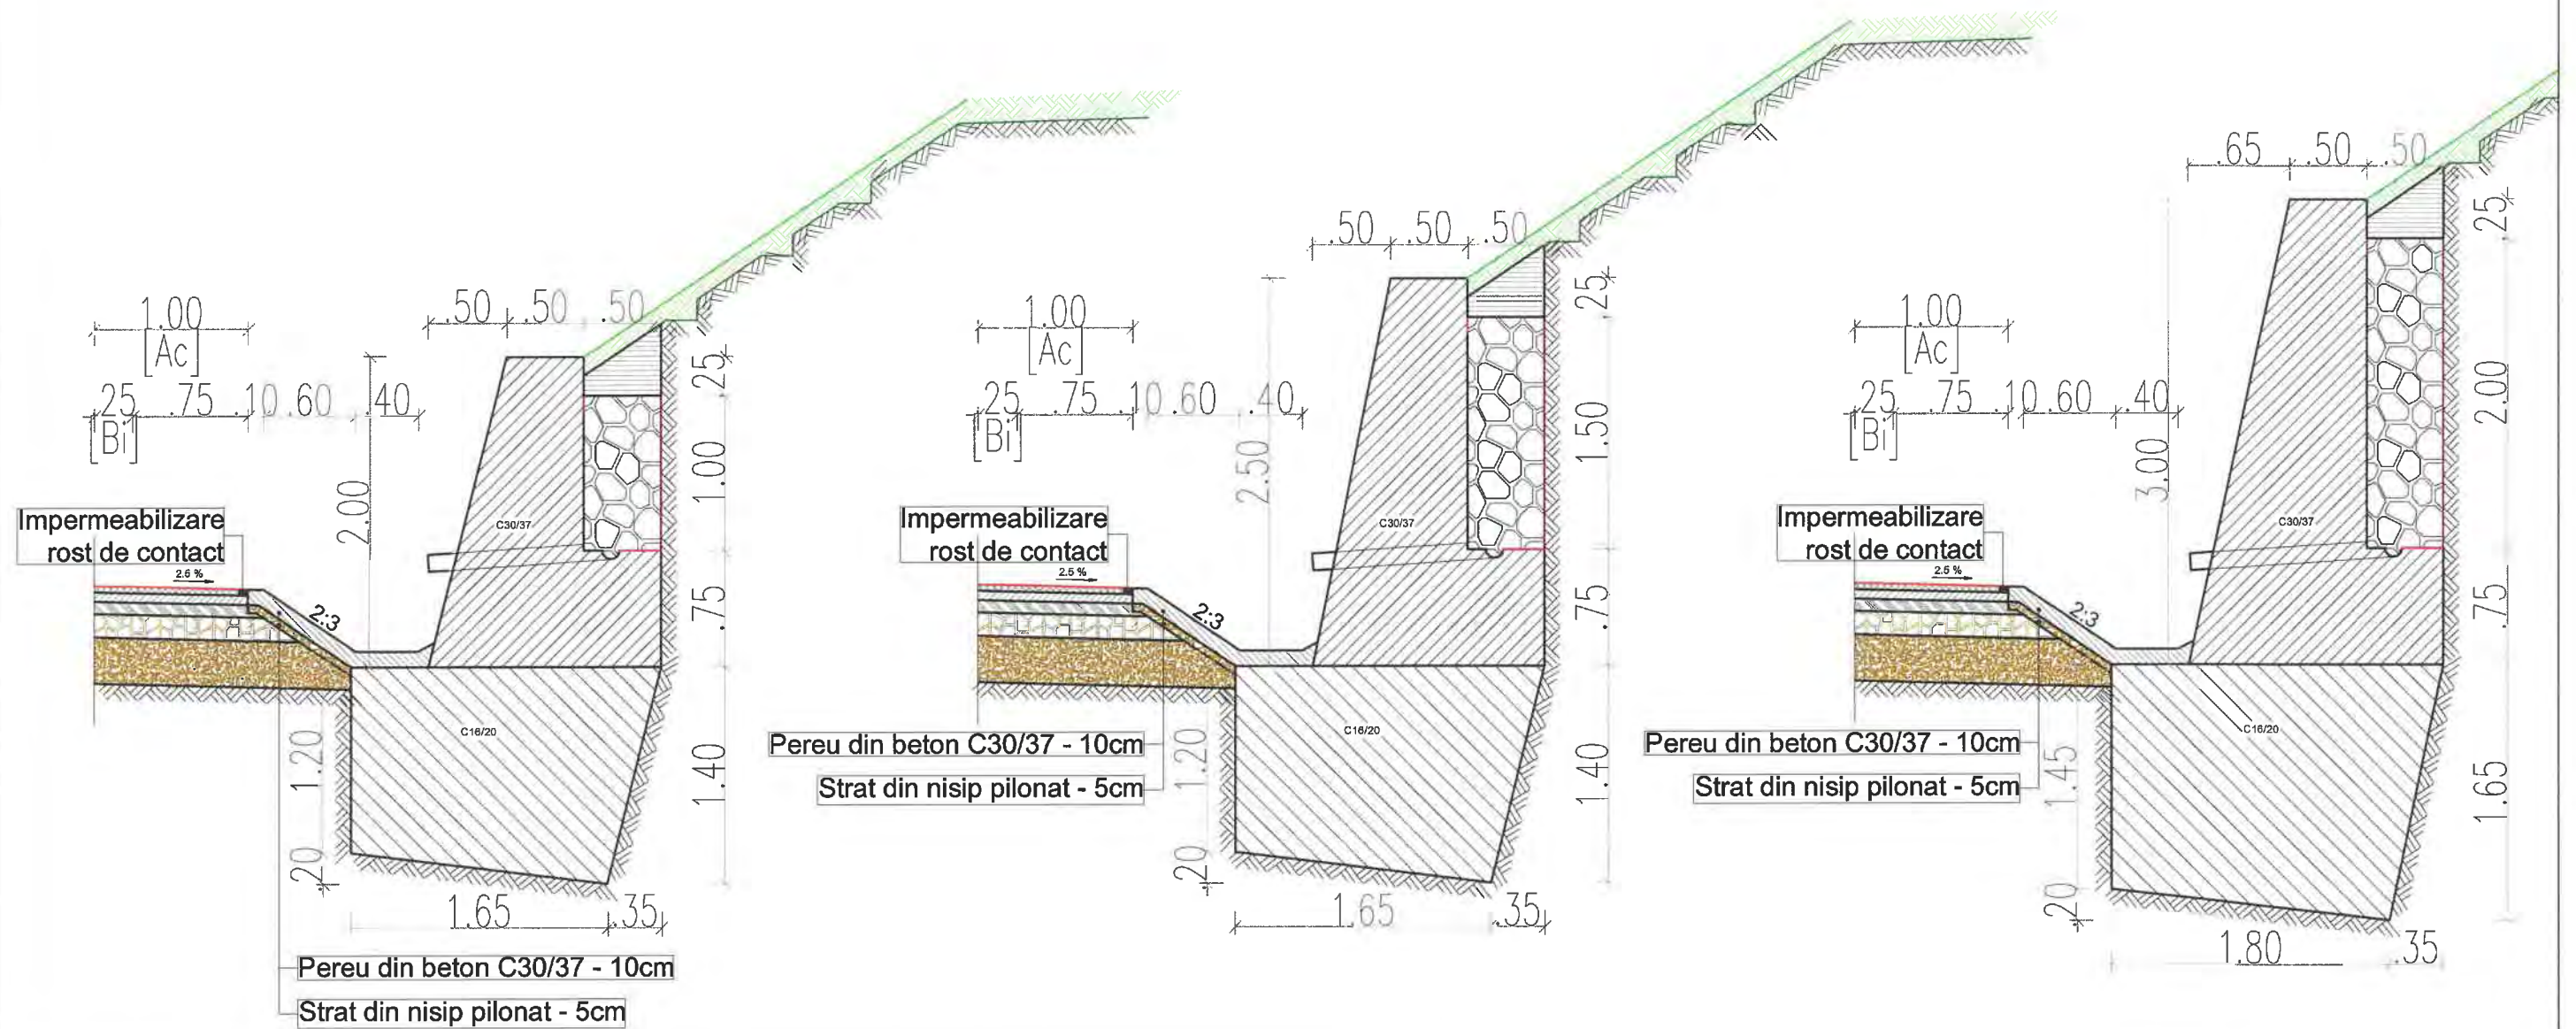 .50 .50 .50
1.00
[Ac]
.25 .75 .10 .60 .40
[Bi]
2.00
25
1.00
.75
1.40
Impermeabilizare
rost de contact
2.5 %
2:3
C30/37
C16/20
1.20
20
1.65 .35
Pereu din beton C30/37 - 10cm
Strat din nisip pilonat - 5cm
.50 .50 .50
1.00
[Ac]
.25 .75 .10 .60 .40
[Bi]
2.50
25
1.50
.75
1.40
Impermeabilizare
rost de contact
2.5 %
2:3
C30/37
C16/20
Pereu din beton C30/37 - 10cm
Strat din nisip pilonat - 5cm
1.20
20
1.65 .35
.65 .50 .50
1.00
[Ac]
.25 .75 .10 .60 .40
[Bi]
3.00
25
2.00
.75
1.65
Impermeabilizare
rost de contact
2.5 %
2:3
C30/37
C16/20
Pereu din beton C30/37 - 10cm
Strat din nisip pilonat - 5cm
1.45
20
1.80 .35